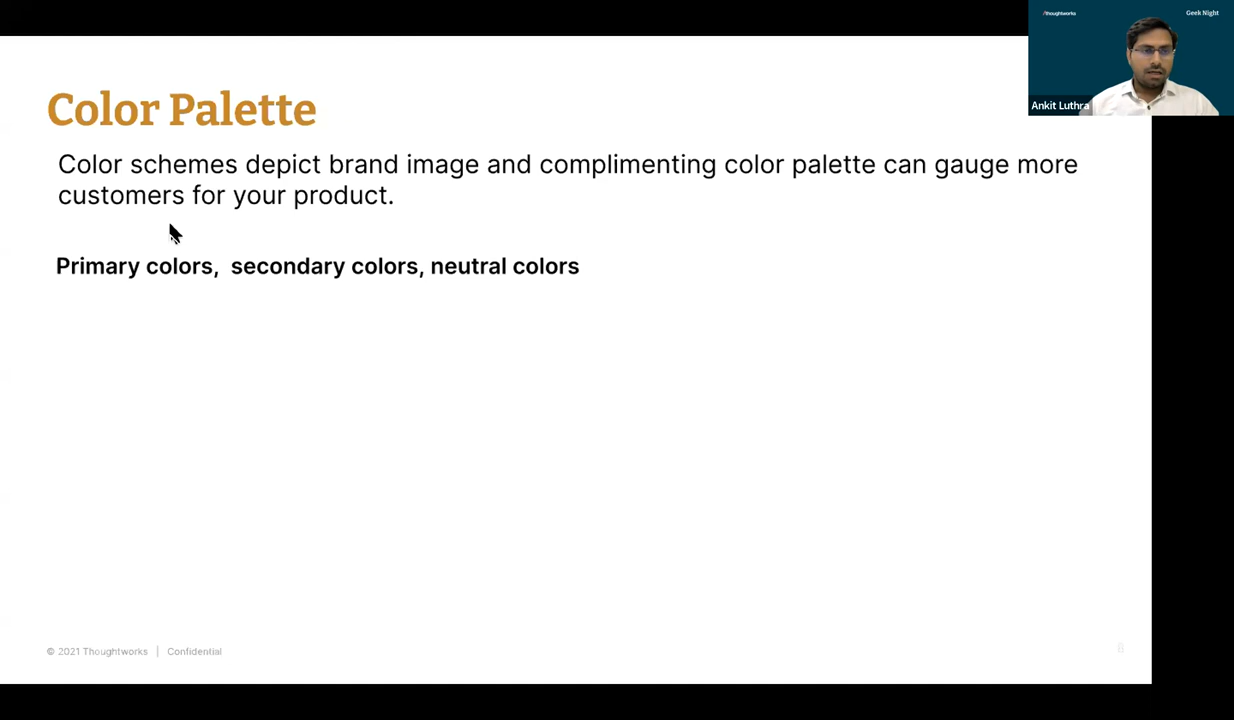 /thoughtworks
Geek Night
Ankit Luthra
Color Palette
Color schemes depict brand image and complimenting color palette can gauge more
customers for your product.
Primary colors,  secondary colors, neutral colors
© 2021 Thoughtworks | Confidential